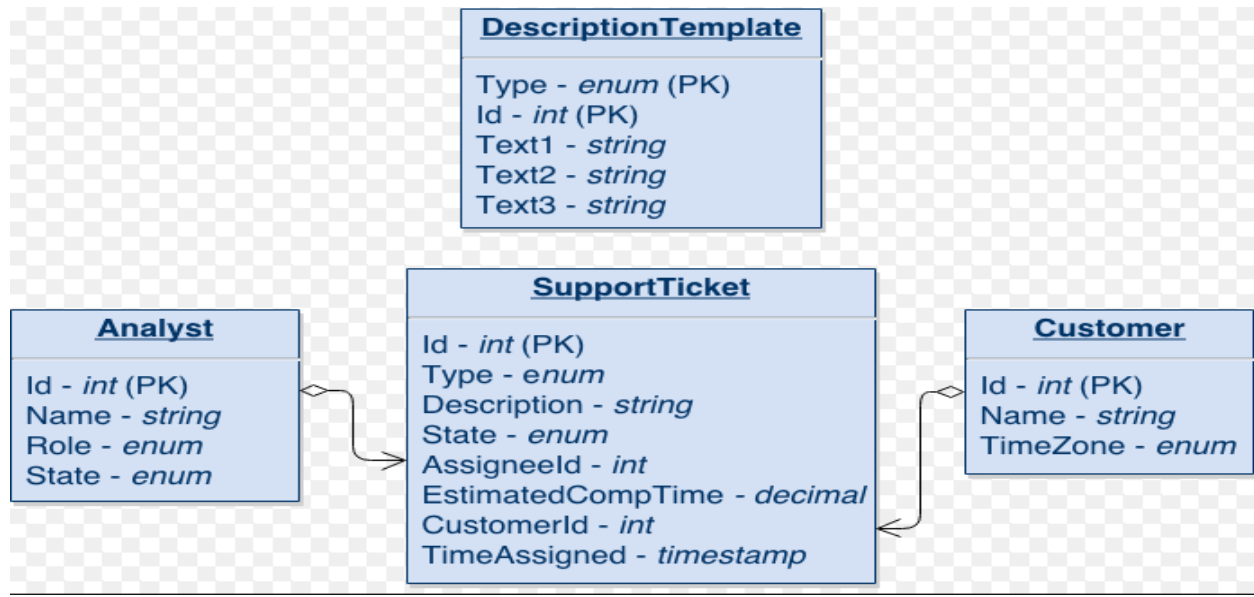 DescriptionTemplate
Type - enum (PK)
Id - int (PK)
Text1 - string
Text2 - string
Text3 - string
Analyst
Id - int (PK)
Name - string
Role - enum
State - enum
SupportTicket
Id - int (PK)
Type - enum
Description - string
State - enum
AssigneeId - int
EstimatedCompTime - decimal
CustomerId - int
TimeAssigned - timestamp
Customer
Id - int (PK)
Name - string
TimeZone - enum